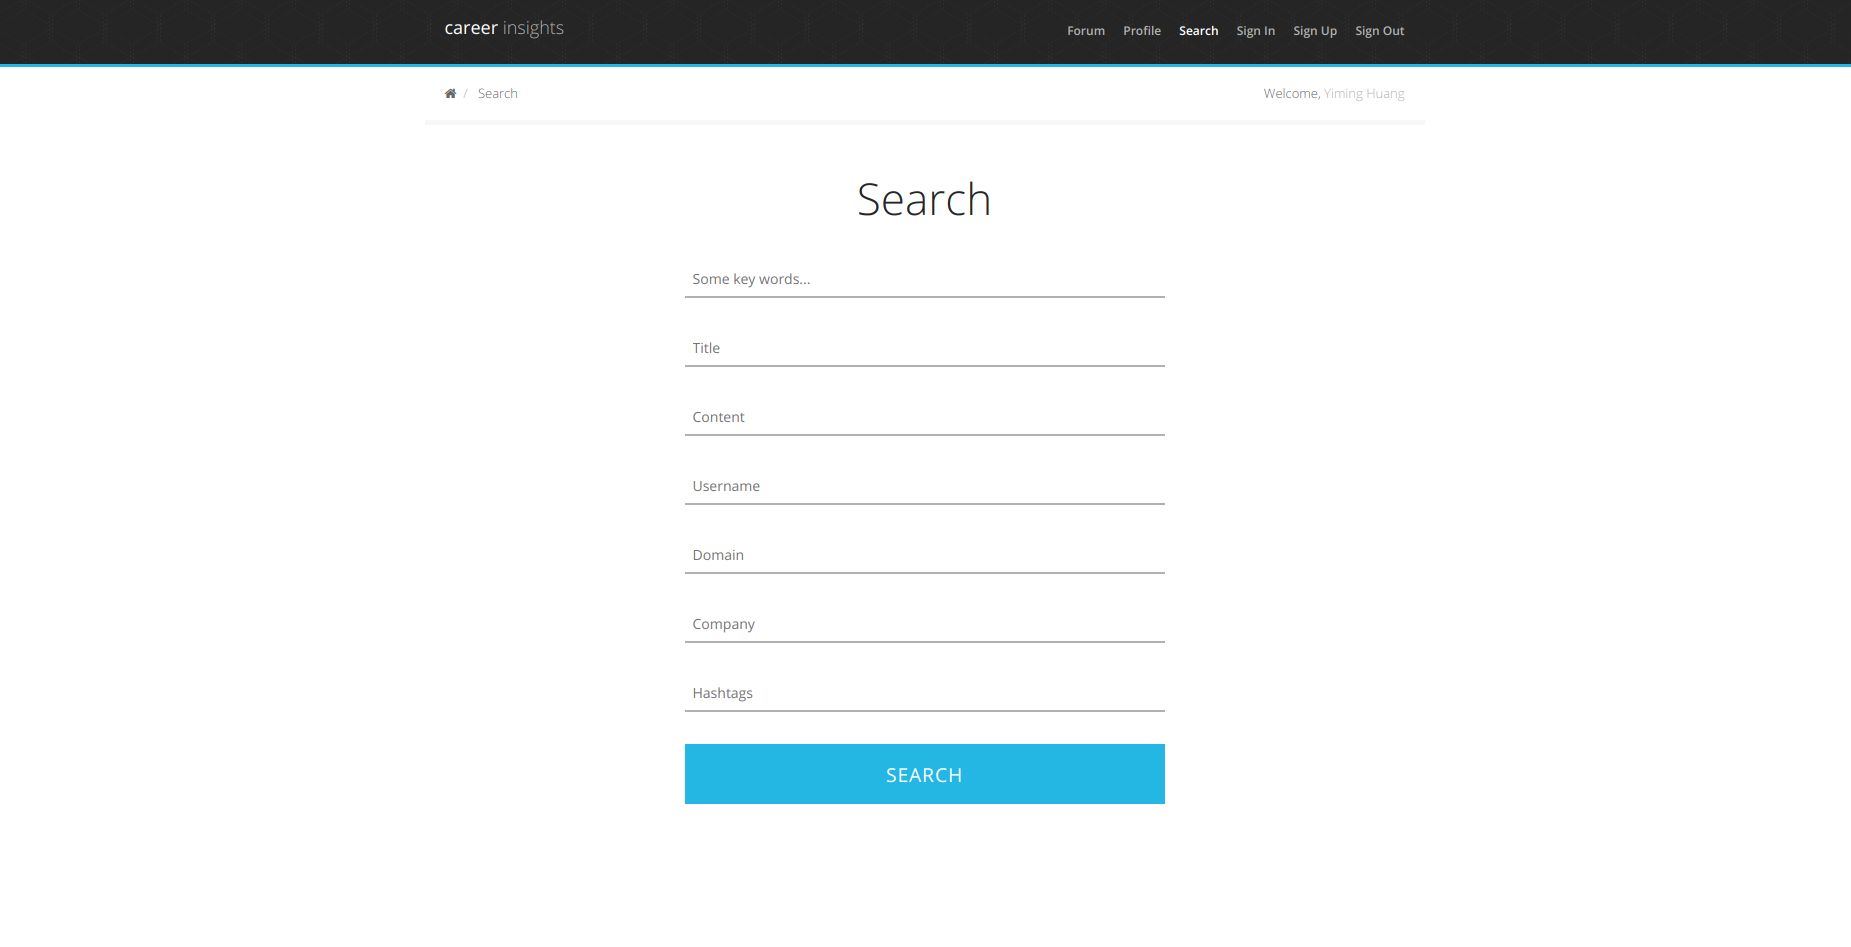 career insights
Forum Profile Search Sign In Sign Up Sign Out
/ Search
Welcome, Yiming Huang
Search
Some key words...
Title
Content
Username
Domain
Company
Hashtags
SEARCH